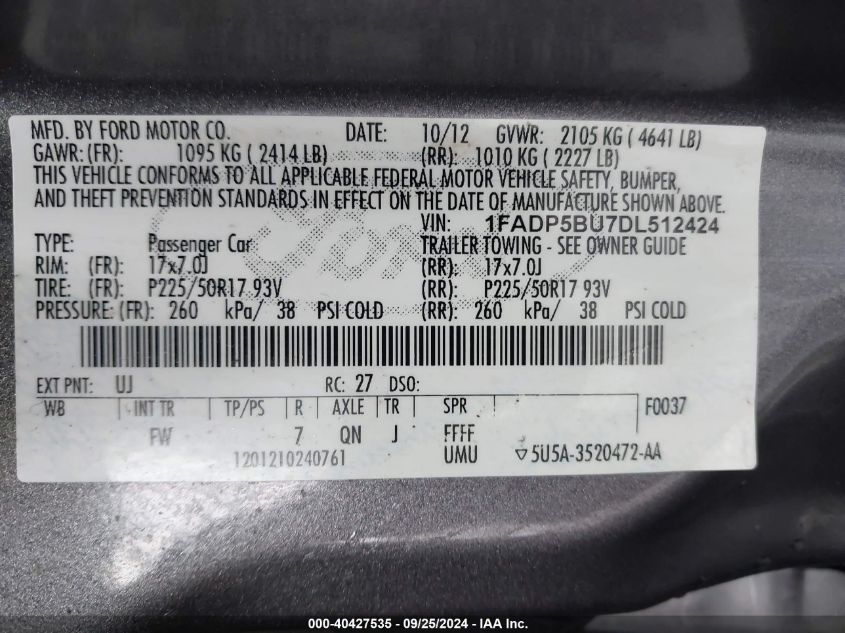 MFD. BY FORD MOTOR CO. DATE: 10/12 GVWR: 2105 KG ( 4641 LB)
GAWR: (FR): 1095 KG ( 2414 LB) (RR): 1010 KG ( 2227 LB)
THIS VEHICLE CONFORMS TO ALL APPLICABLE FEDERAL MOTOR VEHICLE SAFETY, BUMPER,
AND THEFT PREVENTION STANDARDS IN EFFECT ON THE DATE OF MANUFACTURE SHOWN ABOVE.
VIN: 1FADP5BU7DL512424
TYPE: Passenger Car TRAILER TOWING - SEE OWNER GUIDE
RIM: (FR): 17x7.0J (RR): 17x7.0J
TIRE: (FR): P225/50R17 93V (RR): P225/50R17 93V
PRESSURE: (FR): 260 kPa/ 38 PSI COLD (RR): 260 kPa/ 38 PSI COLD
EXT PNT: UJ RC: 27 DSO:
WB INT TR TP/PS R AXLE TR SPR F0037
FW 7 QN J FFFF
1201210240761 UMU ▽5U5A-3520472-AA
000-40427535 - 09/25/2024 - IAA Inc.